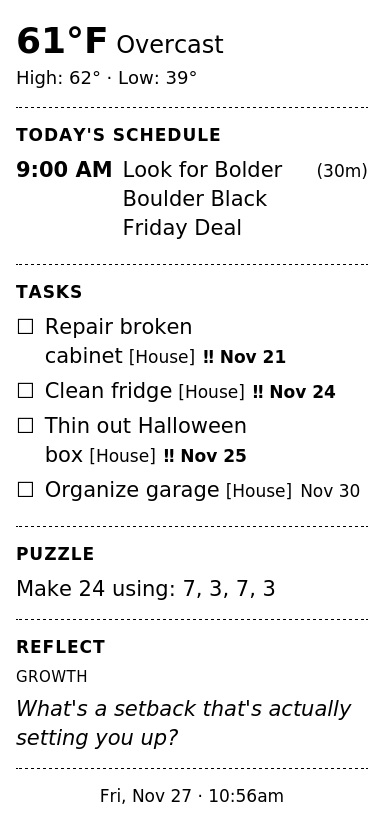 61°F Overcast
High: 62° · Low: 39°
TODAY'S SCHEDULE
9:00 AM Look for Bolder (30m)
Boulder Black
Friday Deal
TASKS
☐ Repair broken
cabinet [House] ‼ Nov 21
☐ Clean fridge [House] ‼ Nov 24
☐ Thin out Halloween
box [House] ‼ Nov 25
☐ Organize garage [House] Nov 30
PUZZLE
Make 24 using: 7, 3, 7, 3
REFLECT
GROWTH
What's a setback that's actually
setting you up?
Fri, Nov 27 · 10:56am